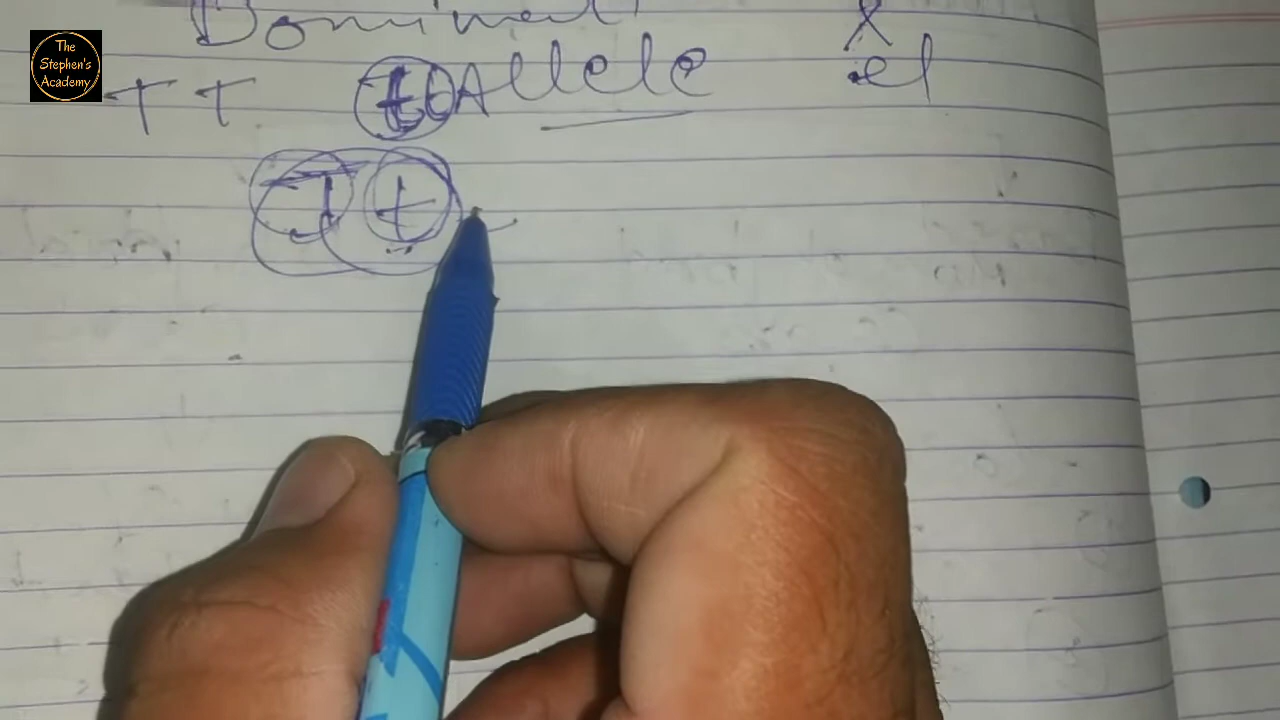 The
Stephen's
Academy
Dominant
T T tt Allele
T t